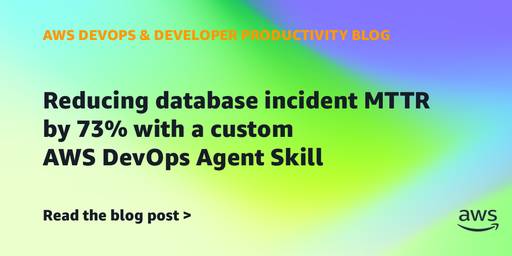 AWS DEVOPS & DEVELOPER PRODUCTIVITY BLOG
Reducing database incident MTTR
by 73% with a custom
AWS DevOps Agent Skill
Read the blog post >
aws